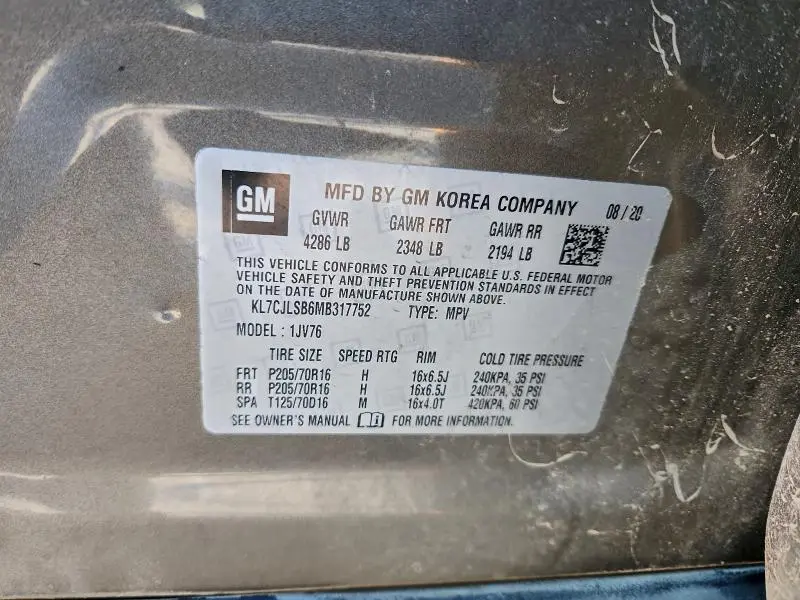 GM MFD BY GM KOREA COMPANY 08/20
GVWR GAWR FRT GAWR RR
4286 LB 2348 LB 2194 LB
THIS VEHICLE CONFORMS TO ALL APPLICABLE U.S. FEDERAL MOTOR
VEHICLE SAFETY AND THEFT PREVENTION STANDARDS IN EFFECT
ON THE DATE OF MANUFACTURE SHOWN ABOVE.
KL7CJLSB6MB317752 TYPE: MPV
MODEL : 1JV76
TIRE SIZE SPEED RTG RIM COLD TIRE PRESSURE
FRT P205/70R16 H 16x6.5J 240KPA, 35 PSI
RR P205/70R16 H 16x6.5J 240KPA, 35 PSI
SPA T125/70D16 M 16x4.0T 420KPA, 60 PSI
SEE OWNER'S MANUAL FOR MORE INFORMATION